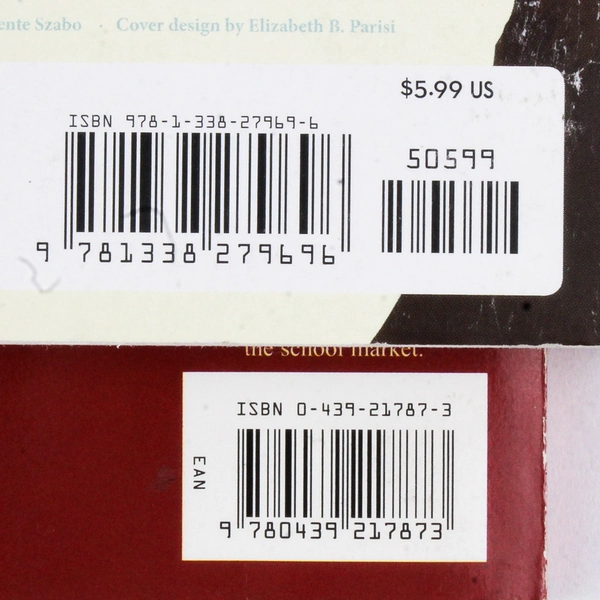 Szabo · Cover design by Elizabeth B. Parisi
$5.99 US
ISBN 978-1-338-27969-6
50599
9 781338 279696
the school market.
ISBN 0-439-21787-3
EAN
9 780439 217873